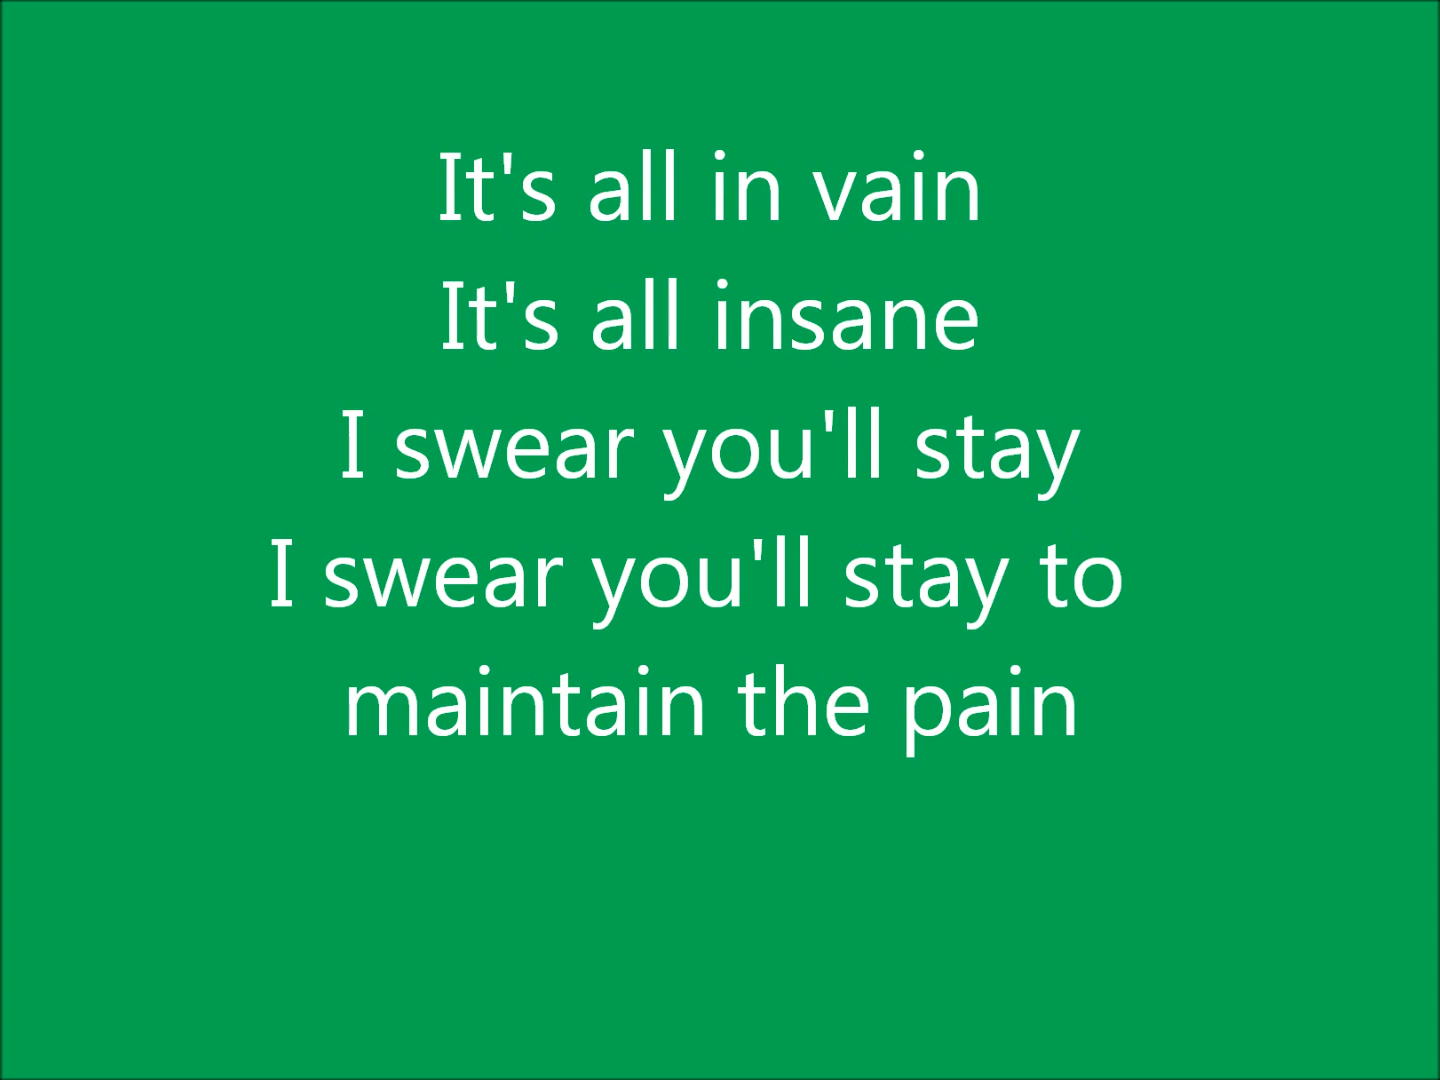 It's all in vain
It's all insane
I swear you'll stay
I swear you'll stay to
maintain the pain